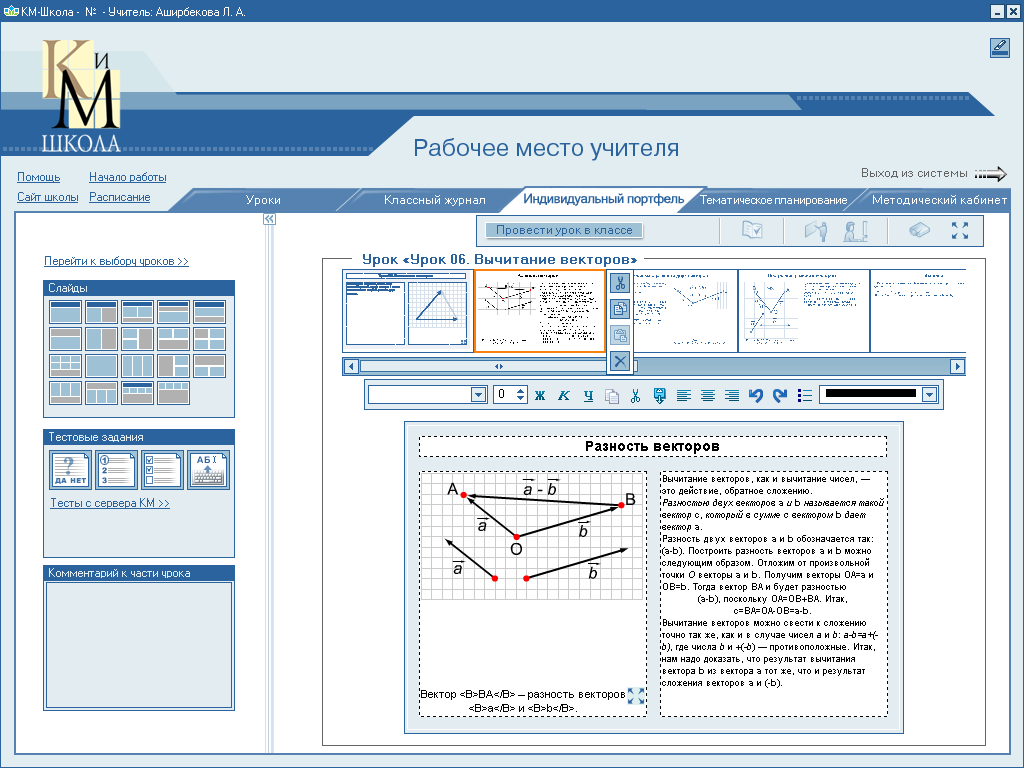 КМ-Школа - № - Учитель: Аширбекова Л. А.
К И М
ШКОЛА
Рабочее место учителя
Выход из системы
Помощь Начало работы
Сайт школы Расписание
Уроки Классный журнал Индивидуальный портфель Тематическое планирование Методический кабинет
Провести урок в классе
Перейти к выбору уроков >>
Урок «Урок 06. Вычитание векторов»
Слайды
0 Ж К Ч
Тестовые задания
? ДА НЕТ
1 2 3
АБ
Тесты с сервера КМ >>
Комментарий к части урока
Разность векторов
A a - b B
a b
O
a b
Вектор <B>BA</B> – разность векторов
<B>a</B> и <B>b</B>.
Вычитание векторов, как и вычитание чисел, —
это действие, обратное сложению.
Разностью двух векторов a и b называется такой
вектор c, который в сумме с вектором b дает
вектор a.
Разность двух векторов a и b обозначается так:
(a-b). Построить разность векторов a и b можно
следующим образом. Отложим от произвольной
точки O векторы a и b. Получим векторы OA=a и
OB=b. Тогда вектор BA и будет разностью
(a-b), поскольку OA=OB+BA. Итак,
c=BA=OA-OB=a-b.
Вычитание векторов можно свести к сложению
точно так же, как и в случае чисел a и b: a-b=a+(-
b), где числа b и +(-b) — противоположные. Итак,
нам надо доказать, что результат вычитания
вектора b из вектора a тот же, что и результат
сложения векторов a и (-b).